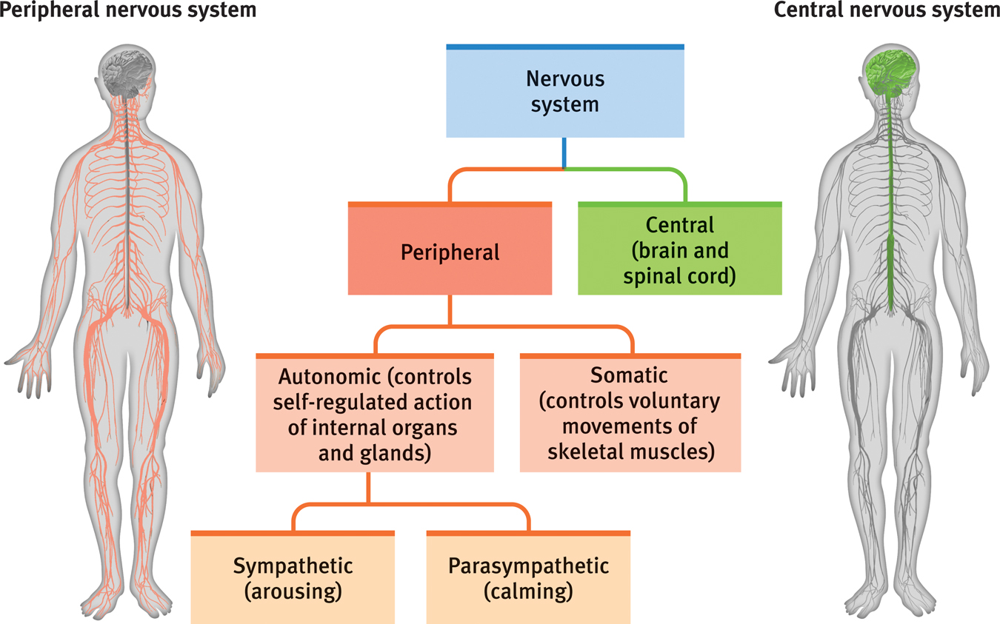 Peripheral nervous system
Central nervous system
Nervous
system
Peripheral
Central
(brain and
spinal cord)
Autonomic (controls
self-regulated action
of internal organs
and glands)
Somatic
(controls voluntary
movements of
skeletal muscles)
Sympathetic
(arousing)
Parasympathetic
(calming)